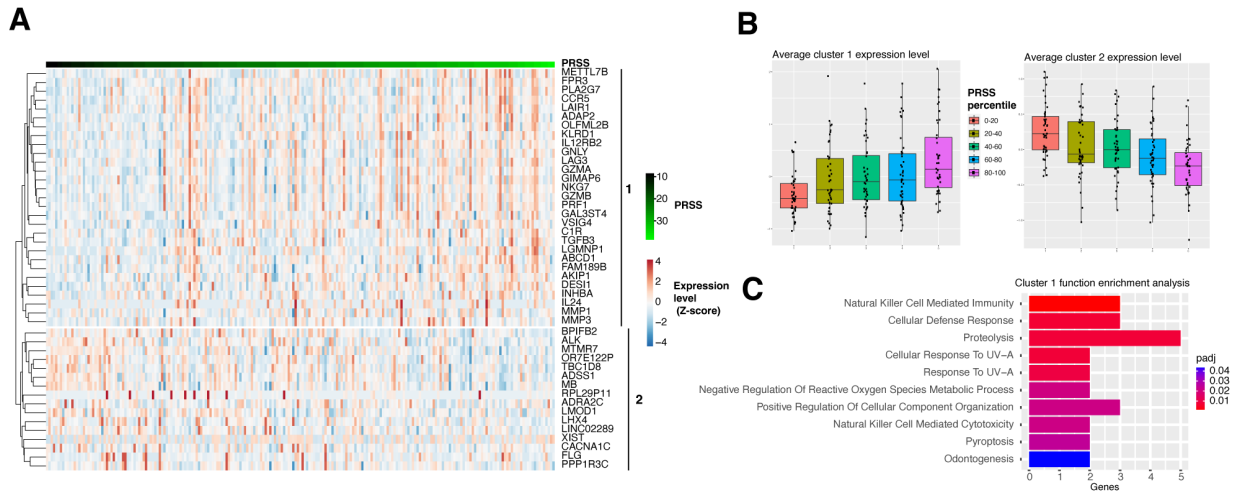 A
PRSS
METTL7B
FPR3
PLA2G7
CCR5
LAIR1
ADAP2
OLFML2B
KLRD1
IL12RB2
GNLY
LAG3
GZMA
GIMAP6
NKG7
GZMB
PRF1
GAL3ST4
VSIG4
C1R
TGFB3
LGMNP1
ABCD1
FAM189B
AKIP1
DESI1
INHBA
IL24
MMP1
MMP3
BPIFB2
ALK
MTMR7
OR7E122P
TBC1D8
ADSS1
MB
RPL29P11
ADRA2C
LMOD1
LHX4
LINC02289
XIST
CACNA1C
FLG
PPP1R3C
1
2
10
20
30
PRSS
4
2
0
−2
−4
Expression
level
(Z−score)
B
Average cluster 1 expression level
PRSS
percentile
0-20
20-40
40-60
60-80
80-100
Average cluster 2 expression level
C
Cluster 1 function enrichment analysis
Natural Killer Cell Mediated Immunity
Cellular Defense Response
Proteolysis
Cellular Response To UV−A
Response To UV−A
Negative Regulation Of Reactive Oxygen Species Metabolic Process
Positive Regulation Of Cellular Component Organization
Natural Killer Cell Mediated Cytotoxicity
Pyroptosis
Odontogenesis
0 1 2 3 4 5
Genes
padj
0.04
0.03
0.02
0.01